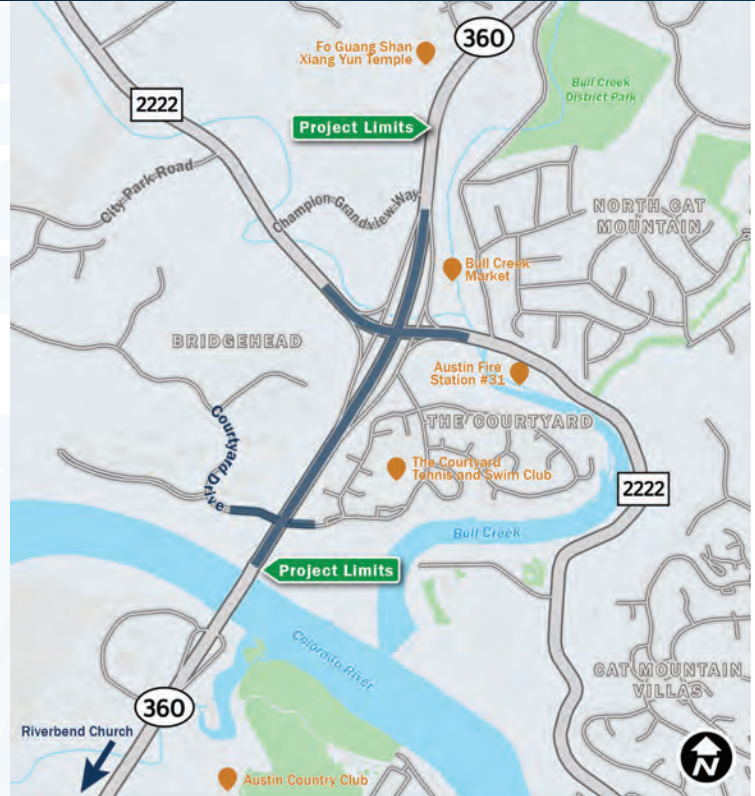 Fo Guang Shan
Xiang Yun Temple
360
Bull Creek
District Park
2222
Project Limits
City Park Road
Champion Grandview Way
NORTH CAT
MOUNTAIN
Bull Creek
Market
BRIDGEHEAD
Austin Fire
Station #31
Courtyard Drive
THE COURTYARD
The Courtyard
Tennis and Swim Club
2222
Bull Creek
Project Limits
Colorado River
CAT MOUNTAIN
VILLAS
360
Riverbend Church
Austin Country Club
N